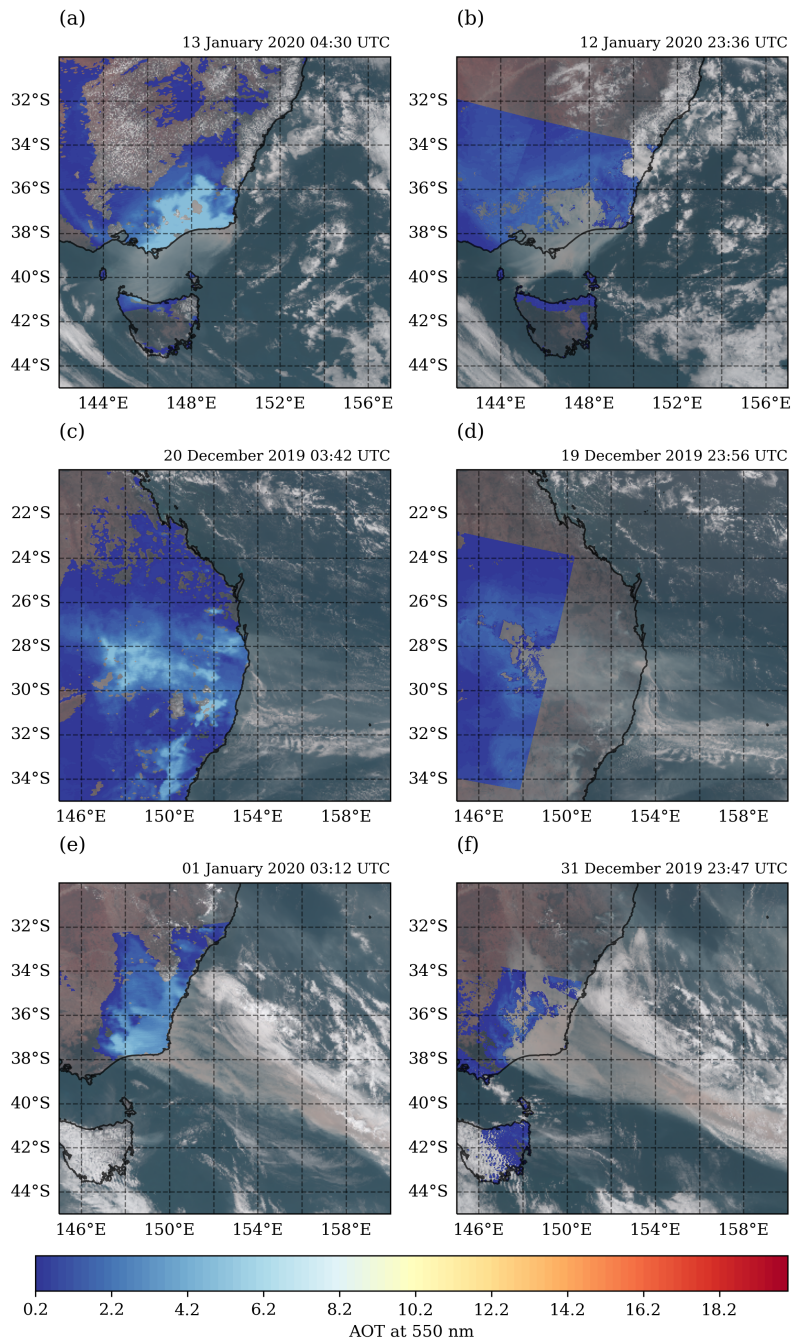 (a) (b)
13 January 2020 04:30 UTC 12 January 2020 23:36 UTC
32°S 32°S
34°S 34°S
36°S 36°S
38°S 38°S
40°S 40°S
42°S 42°S
44°S 44°S
144°E 148°E 152°E 156°E 144°E 148°E 152°E 156°E
(c) (d)
20 December 2019 03:42 UTC 19 December 2019 23:56 UTC
22°S 22°S
24°S 24°S
26°S 26°S
28°S 28°S
30°S 30°S
32°S 32°S
34°S 34°S
146°E 150°E 154°E 158°E 146°E 150°E 154°E 158°E
(e) (f)
01 January 2020 03:12 UTC 31 December 2019 23:47 UTC
32°S 32°S
34°S 34°S
36°S 36°S
38°S 38°S
40°S 40°S
42°S 42°S
44°S 44°S
146°E 150°E 154°E 158°E 146°E 150°E 154°E 158°E
0.2 2.2 4.2 6.2 8.2 10.2 12.2 14.2 16.2 18.2
AOT at 550 nm